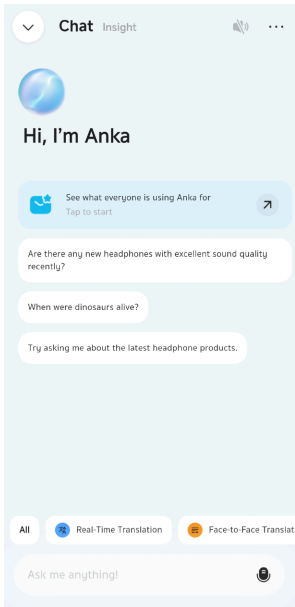 Chat Insight
Hi, I'm Anka
See what everyone is using Anka for
Tap to start
Are there any new headphones with excellent sound quality
recently?
When were dinosaurs alive?
Try asking me about the latest headphone products.
All Real-Time Translation Face-to-Face Translat
Ask me anything!